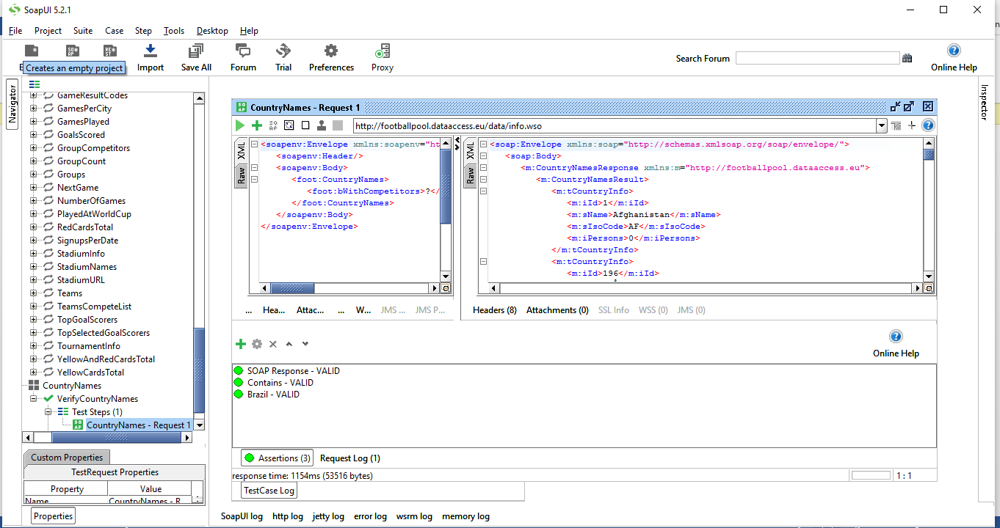 SoapUI 5.2.1
File Project Suite Case Step Tools Desktop Help
Import Save All Forum Trial Preferences Proxy Search Forum Online Help
Creates an empty project
Navigator
GameResultCodes
GamesPerCity
GamesPlayed
GoalsScored
GroupCompetitors
GroupCount
Groups
NextGame
NumberOfGames
PlayedAtWorldCup
RedCardsTotal
SignupsPerDate
StadiumInfo
StadiumNames
StadiumURL
Teams
TeamsCompeteList
TopGoalScorers
TopSelectedGoalScorers
TournamentInfo
YellowAndRedCardsTotal
YellowCardsTotal
CountryNames
VerifyCountryNames
Test Steps (1)
CountryNames - Request 1
Custom Properties
TestRequest Properties
Property Value
Name CountryNames - R
Properties
CountryNames - Request 1
http://footballpool.dataaccess.eu/data/info.wso
XML
Raw
<soapenv:Envelope xmlns:soapenv="ht
<soapenv:Header/>
<soapenv:Body>
<foot:CountryNames>
<foot:bWithCompetitors>?</
</foot:CountryNames>
</soapenv:Body>
</soapenv:Envelope>
... Hea... Attac... ... W... JMS ... JMS P...
XML
Raw
<soap:Envelope xmlns:soap="http://schemas.xmlsoap.org/soap/envelope/">
<soap:Body>
<m:CountryNamesResponse xmlns:m="http://footballpool.dataaccess.eu">
<m:CountryNamesResult>
<m:tCountryInfo>
<m:iId>1</m:iId>
<m:sName>Afghanistan</m:sName>
<m:sIsoCode>AF</m:sIsoCode>
<m:iPersons>0</m:iPersons>
</m:tCountryInfo>
<m:tCountryInfo>
<m:iId>196</m:iId>
Headers (8) Attachments (0) SSL Info WSS (0) JMS (0)
Online Help
SOAP Response - VALID
Contains - VALID
Brazil - VALID
Assertions (3) Request Log (1)
response time: 1154ms (53516 bytes) 1 : 1
TestCase Log
SoapUI log http log jetty log error log wsrm log memory log
Inspector